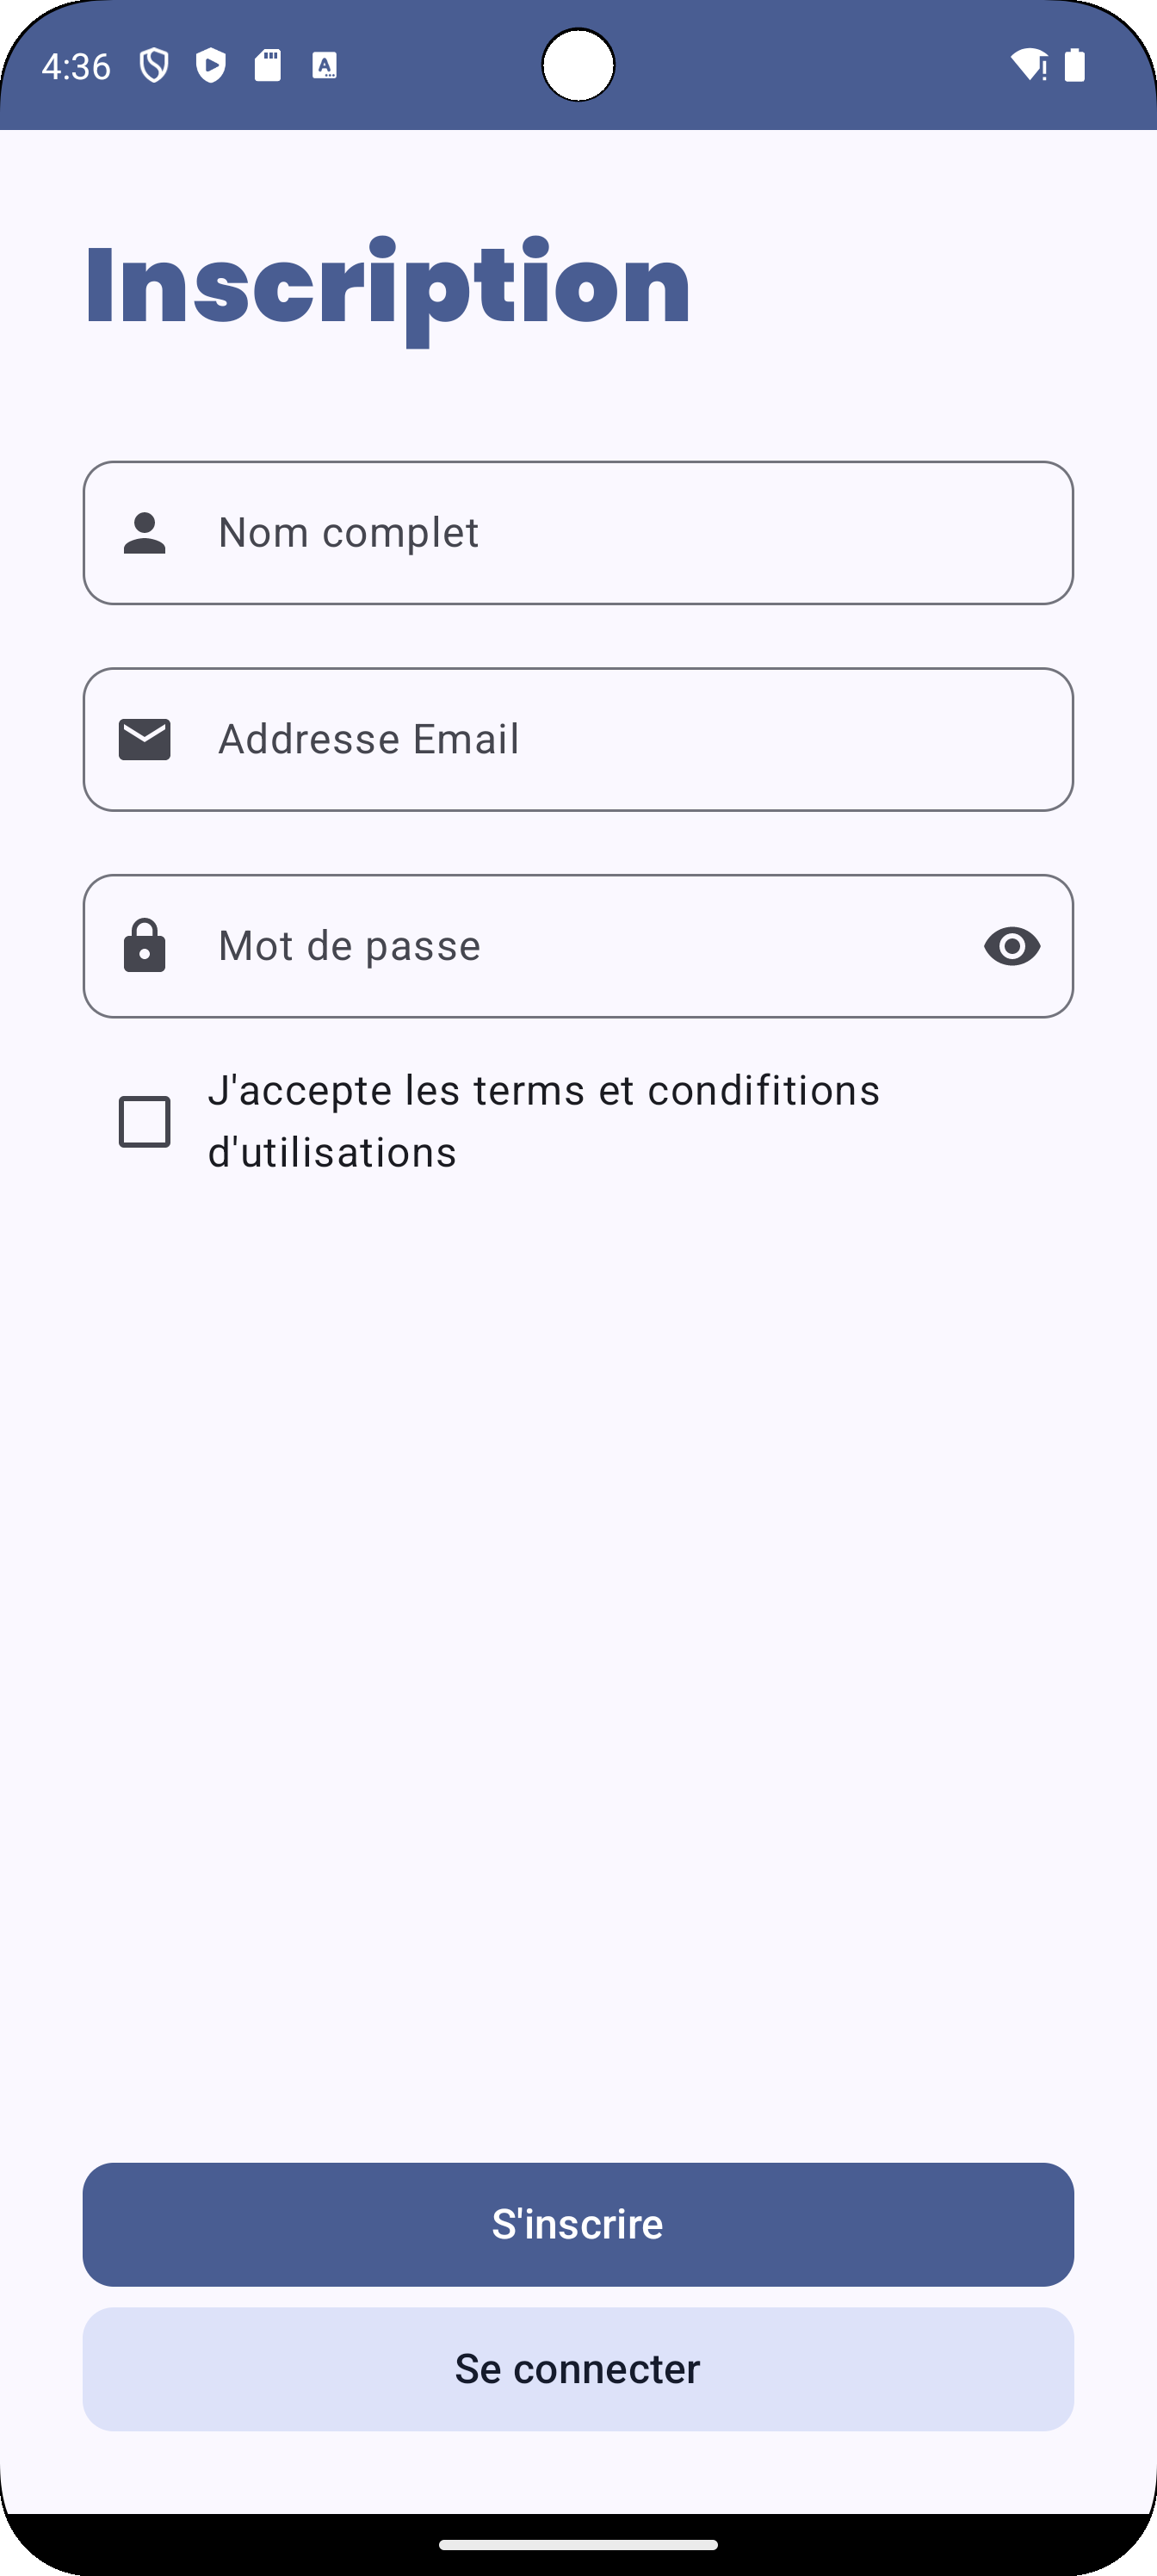 4:36
Inscription
Nom complet
Addresse Email
Mot de passe
J'accepte les terms et condifitions
d'utilisations
S'inscrire
Se connecter